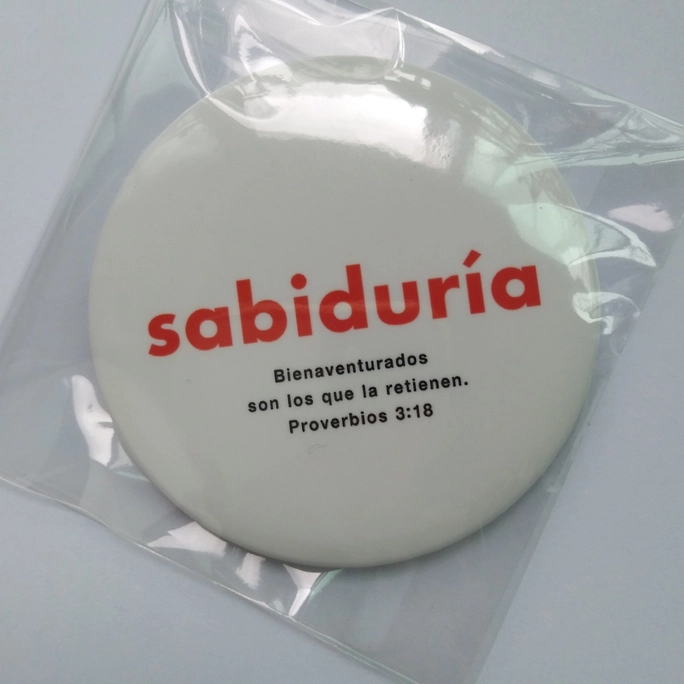 sabiduría
Bienaventurados
son los que la retienen.
Proverbios 3:18